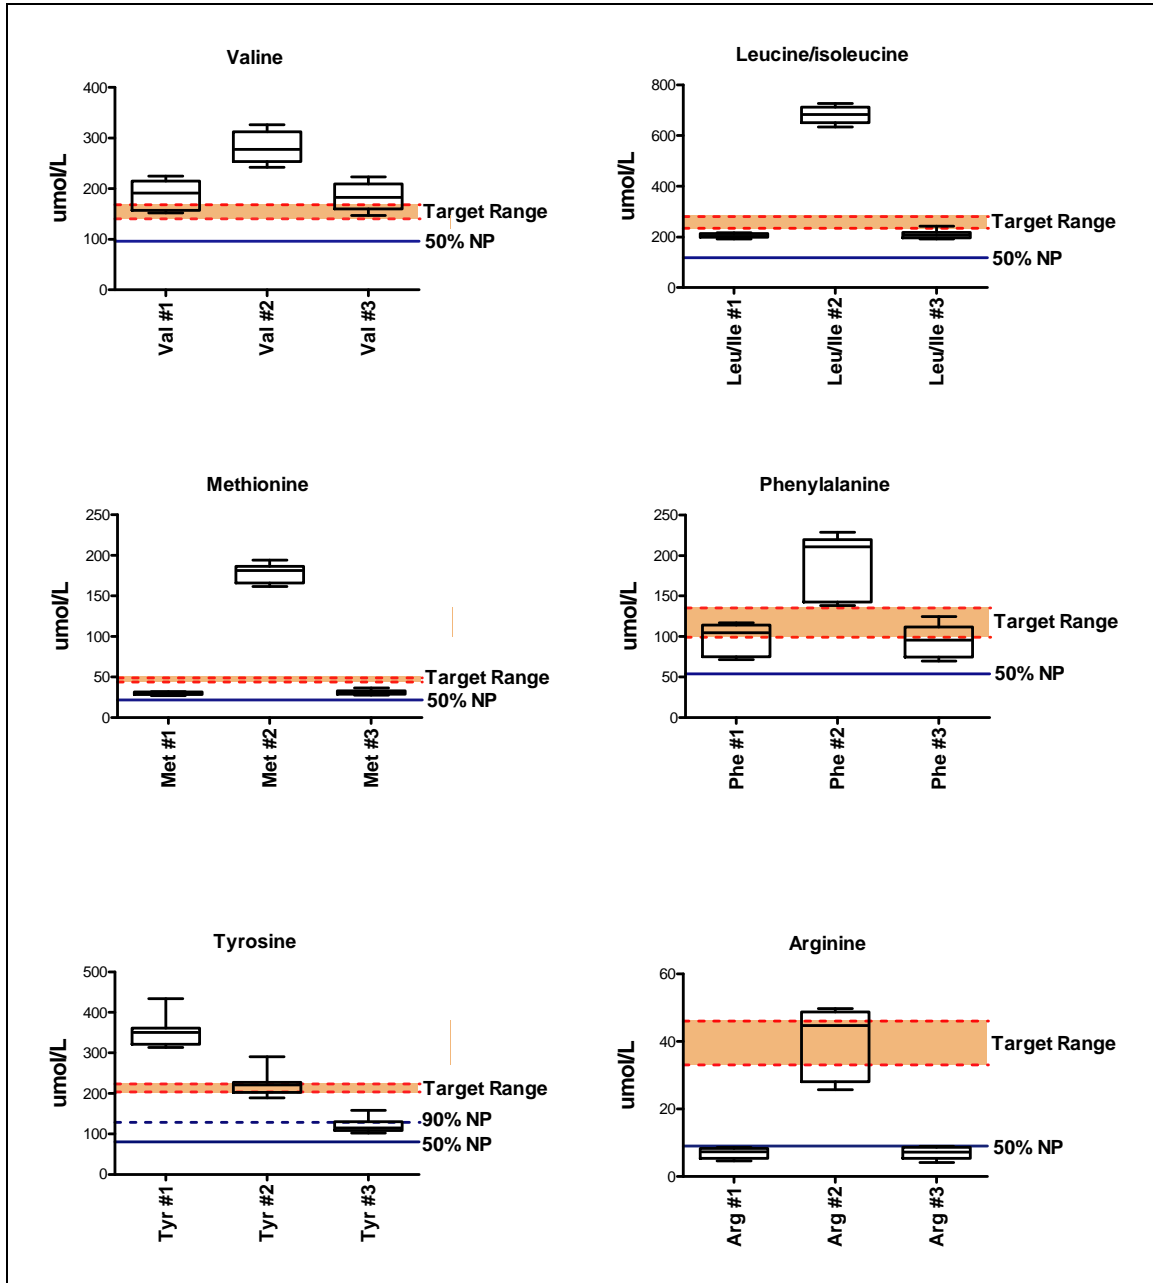 Valine
400
300
200
100
0
umol/L
Target Range
50% NP
Val #1
Val #2
Val #3
Leucine/isoleucine
800
600
400
200
0
umol/L
Target Range
50% NP
Leu/Ile #1
Leu/Ile #2
Leu/Ile #3
Methionine
250
200
150
100
50
0
umol/L
Target Range
50% NP
Met #1
Met #2
Met #3
Phenylalanine
250
200
150
100
50
0
umol/L
Target Range
50% NP
Phe #1
Phe #2
Phe #3
Tyrosine
500
400
300
200
100
0
umol/L
Target Range
90% NP
50% NP
Tyr #1
Tyr #2
Tyr #3
Arginine
60
40
20
0
umol/L
Target Range
50% NP
Arg #1
Arg #2
Arg #3